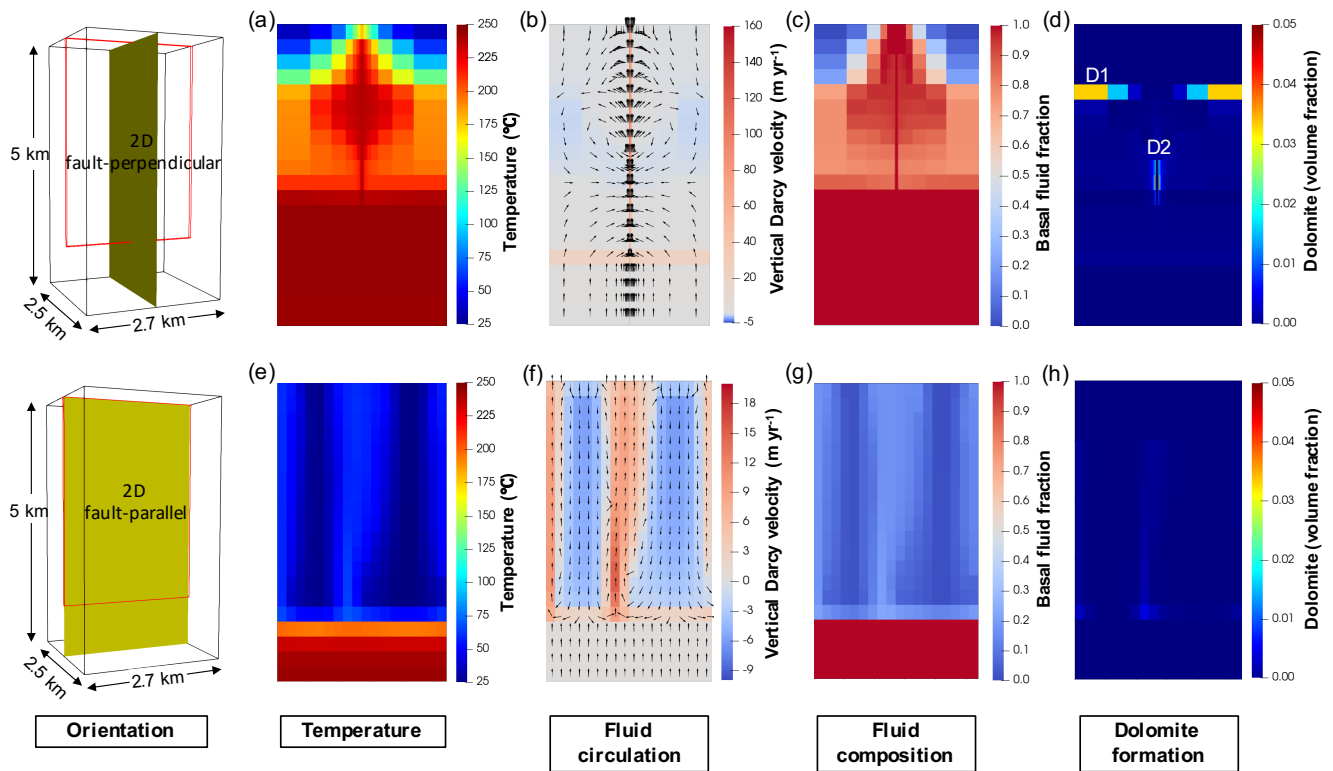 (a)
(b)
(c)
(d)
5 km
2D
fault-perpendicular
2.5 km
2.7 km
250
225
200
175
150
125
100
75
50
25
Temperature (℃)
160
140
120
100
80
60
40
20
-5
Vertical Darcy velocity (m yr-1)
1.0
0.9
0.8
0.7
0.6
0.5
0.4
0.3
0.2
0.1
0.0
Basal fluid fraction
D1
D2
0.05
0.04
0.03
0.02
0.01
0.00
Dolomite (volume fraction)
(e)
(f)
(g)
(h)
5 km
2D
fault-parallel
2.5 km
2.7 km
250
225
200
175
150
125
100
75
50
25
Temperature (℃)
18
15
12
9
6
3
0
-3
-6
-9
Vertical Darcy velocity (m yr-1)
1.0
0.9
0.8
0.7
0.6
0.5
0.4
0.3
0.2
0.1
0.0
Basal fluid fraction
0.05
0.04
0.03
0.02
0.01
0.00
Dolomite (volume fraction)
Orientation
Temperature
Fluid
circulation
Fluid
composition
Dolomite
formation